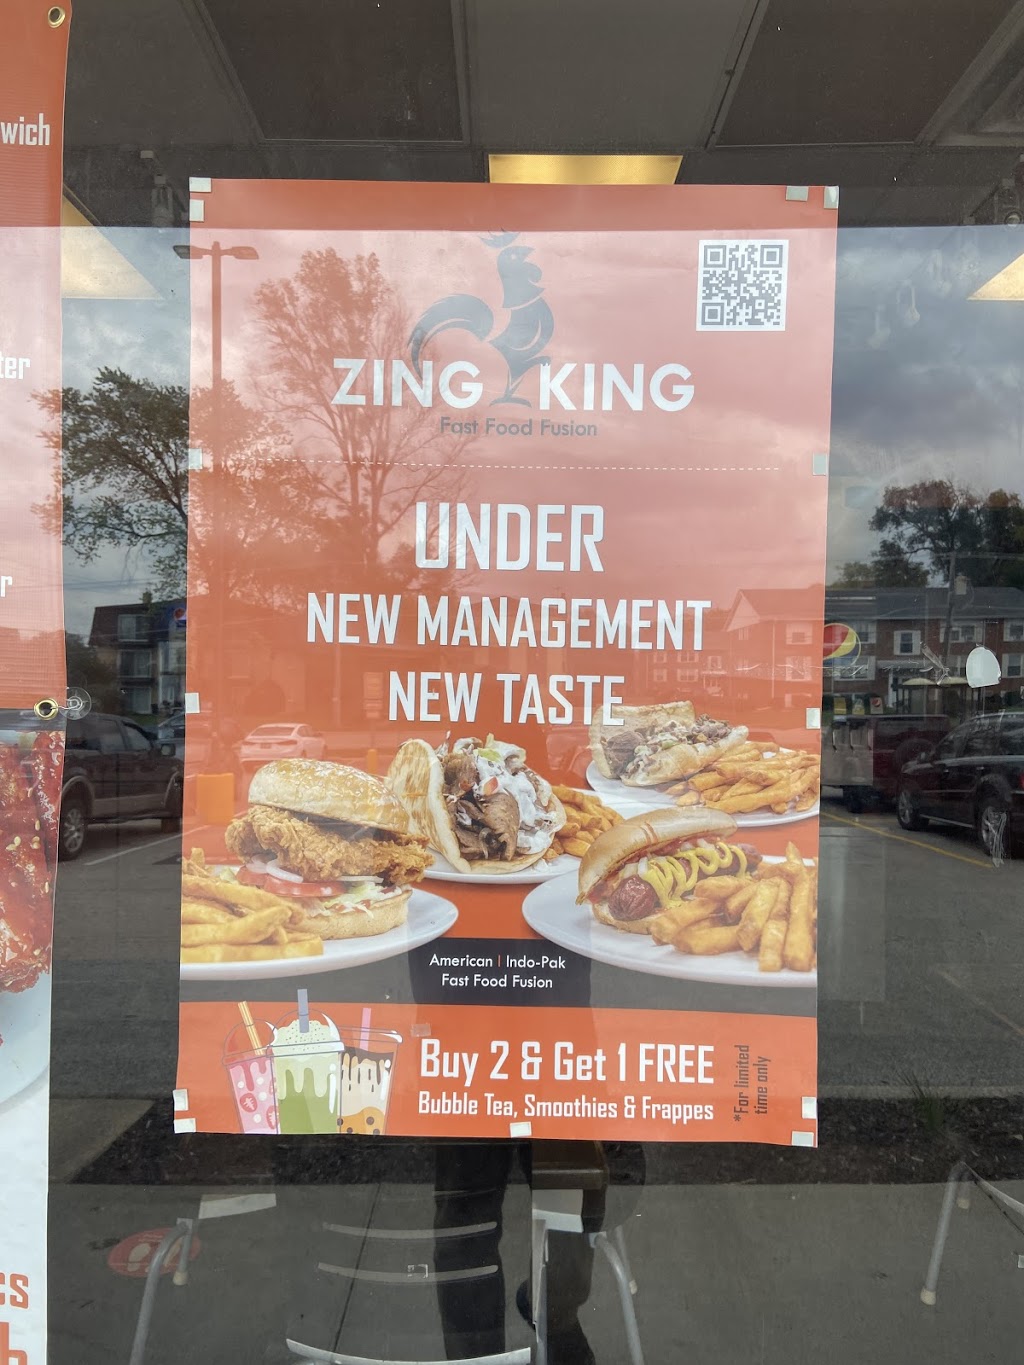 ZING KING
Fast Food Fusion
UNDER
NEW MANAGEMENT
NEW TASTE
American | Indo-Pak
Fast Food Fusion
Buy 2 & Get 1 FREE
Bubble Tea, Smoothies & Frappes
*For limited
time only
wich